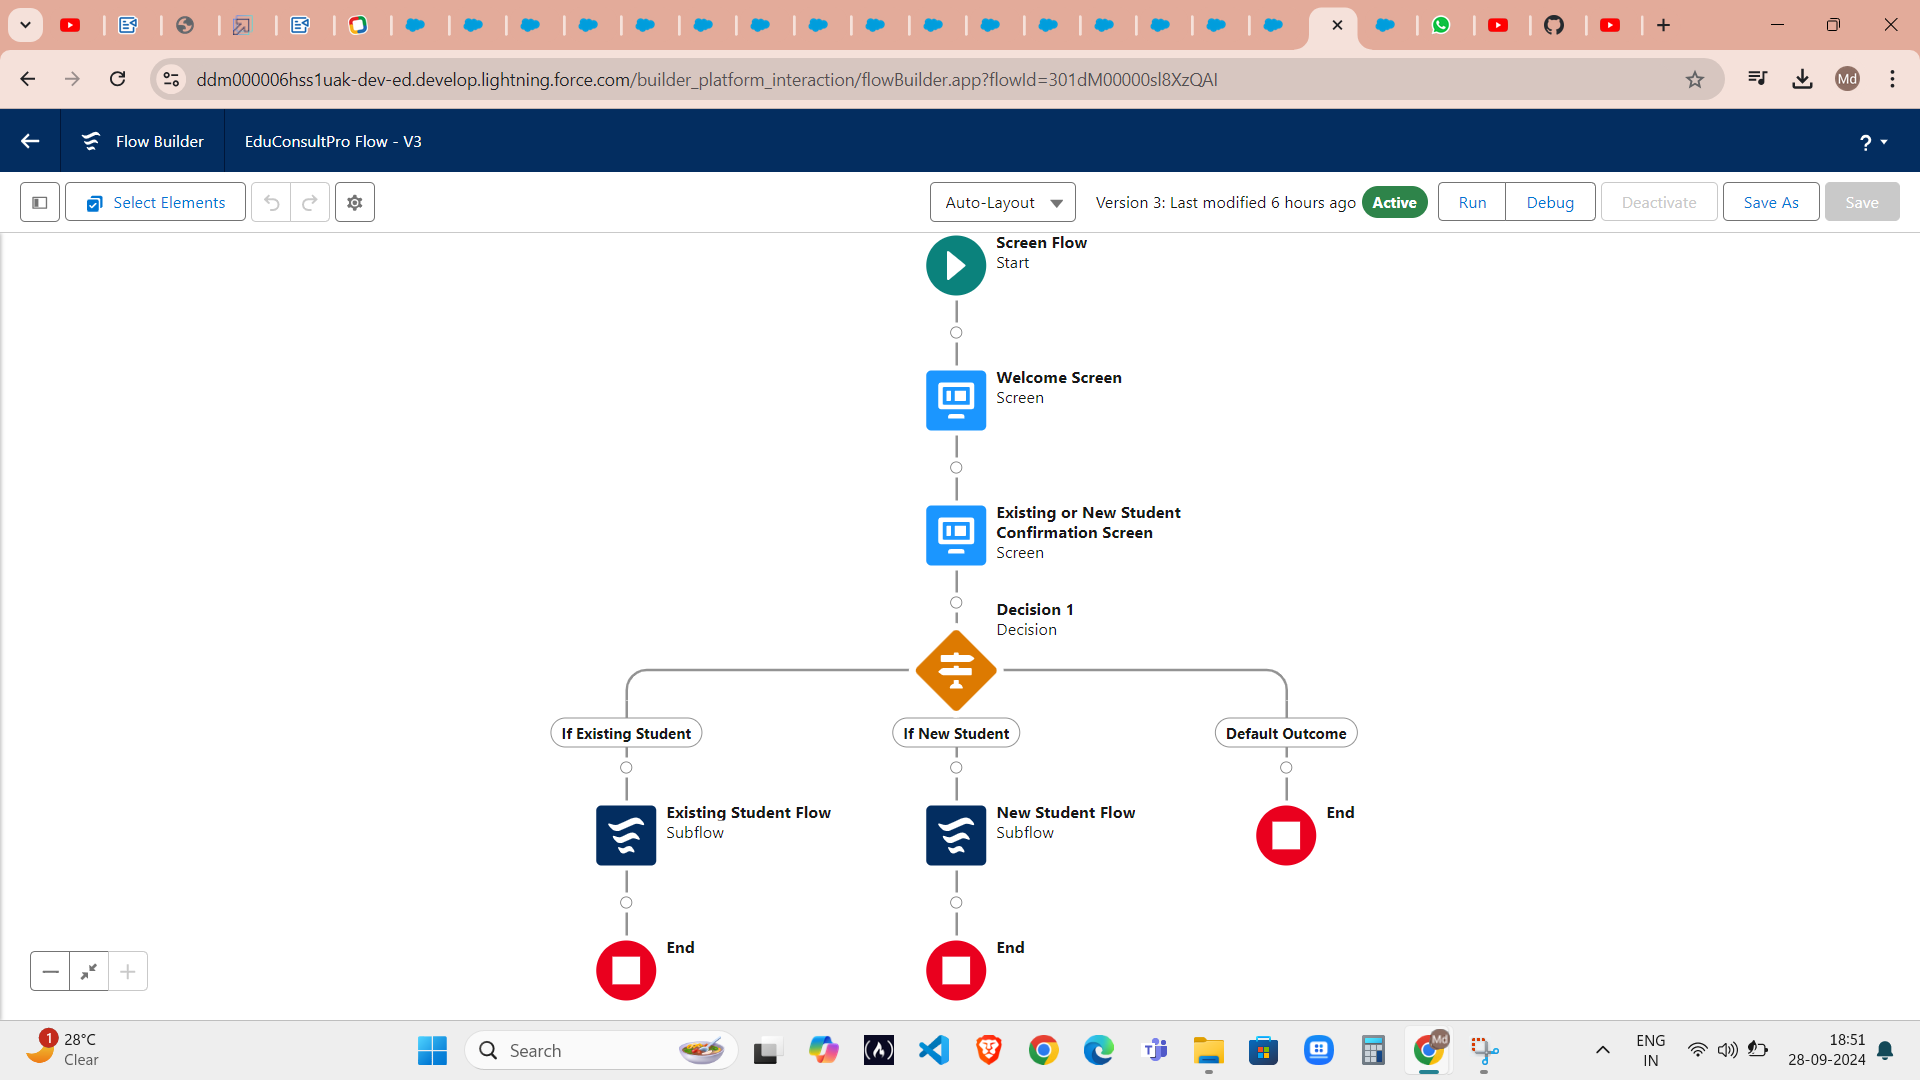 ddm000006hss1uak-dev-ed.develop.lightning.force.com/builder_platform_interaction/flowBuilder.app?flowId=301dM00000sl8XzQAI
Md
Flow Builder
EduConsultPro Flow - V3
?
Select Elements
Auto-Layout
Version 3: Last modified 6 hours ago
Active
Run
Debug
Deactivate
Save As
Save
Screen Flow
Start
Welcome Screen
Screen
Existing or New Student
Confirmation Screen
Screen
Decision 1
Decision
If Existing Student
If New Student
Default Outcome
Existing Student Flow
Subflow
New Student Flow
Subflow
End
End
End
1
28°C
Clear
Search
Md
ENG
IN
18:51
28-09-2024